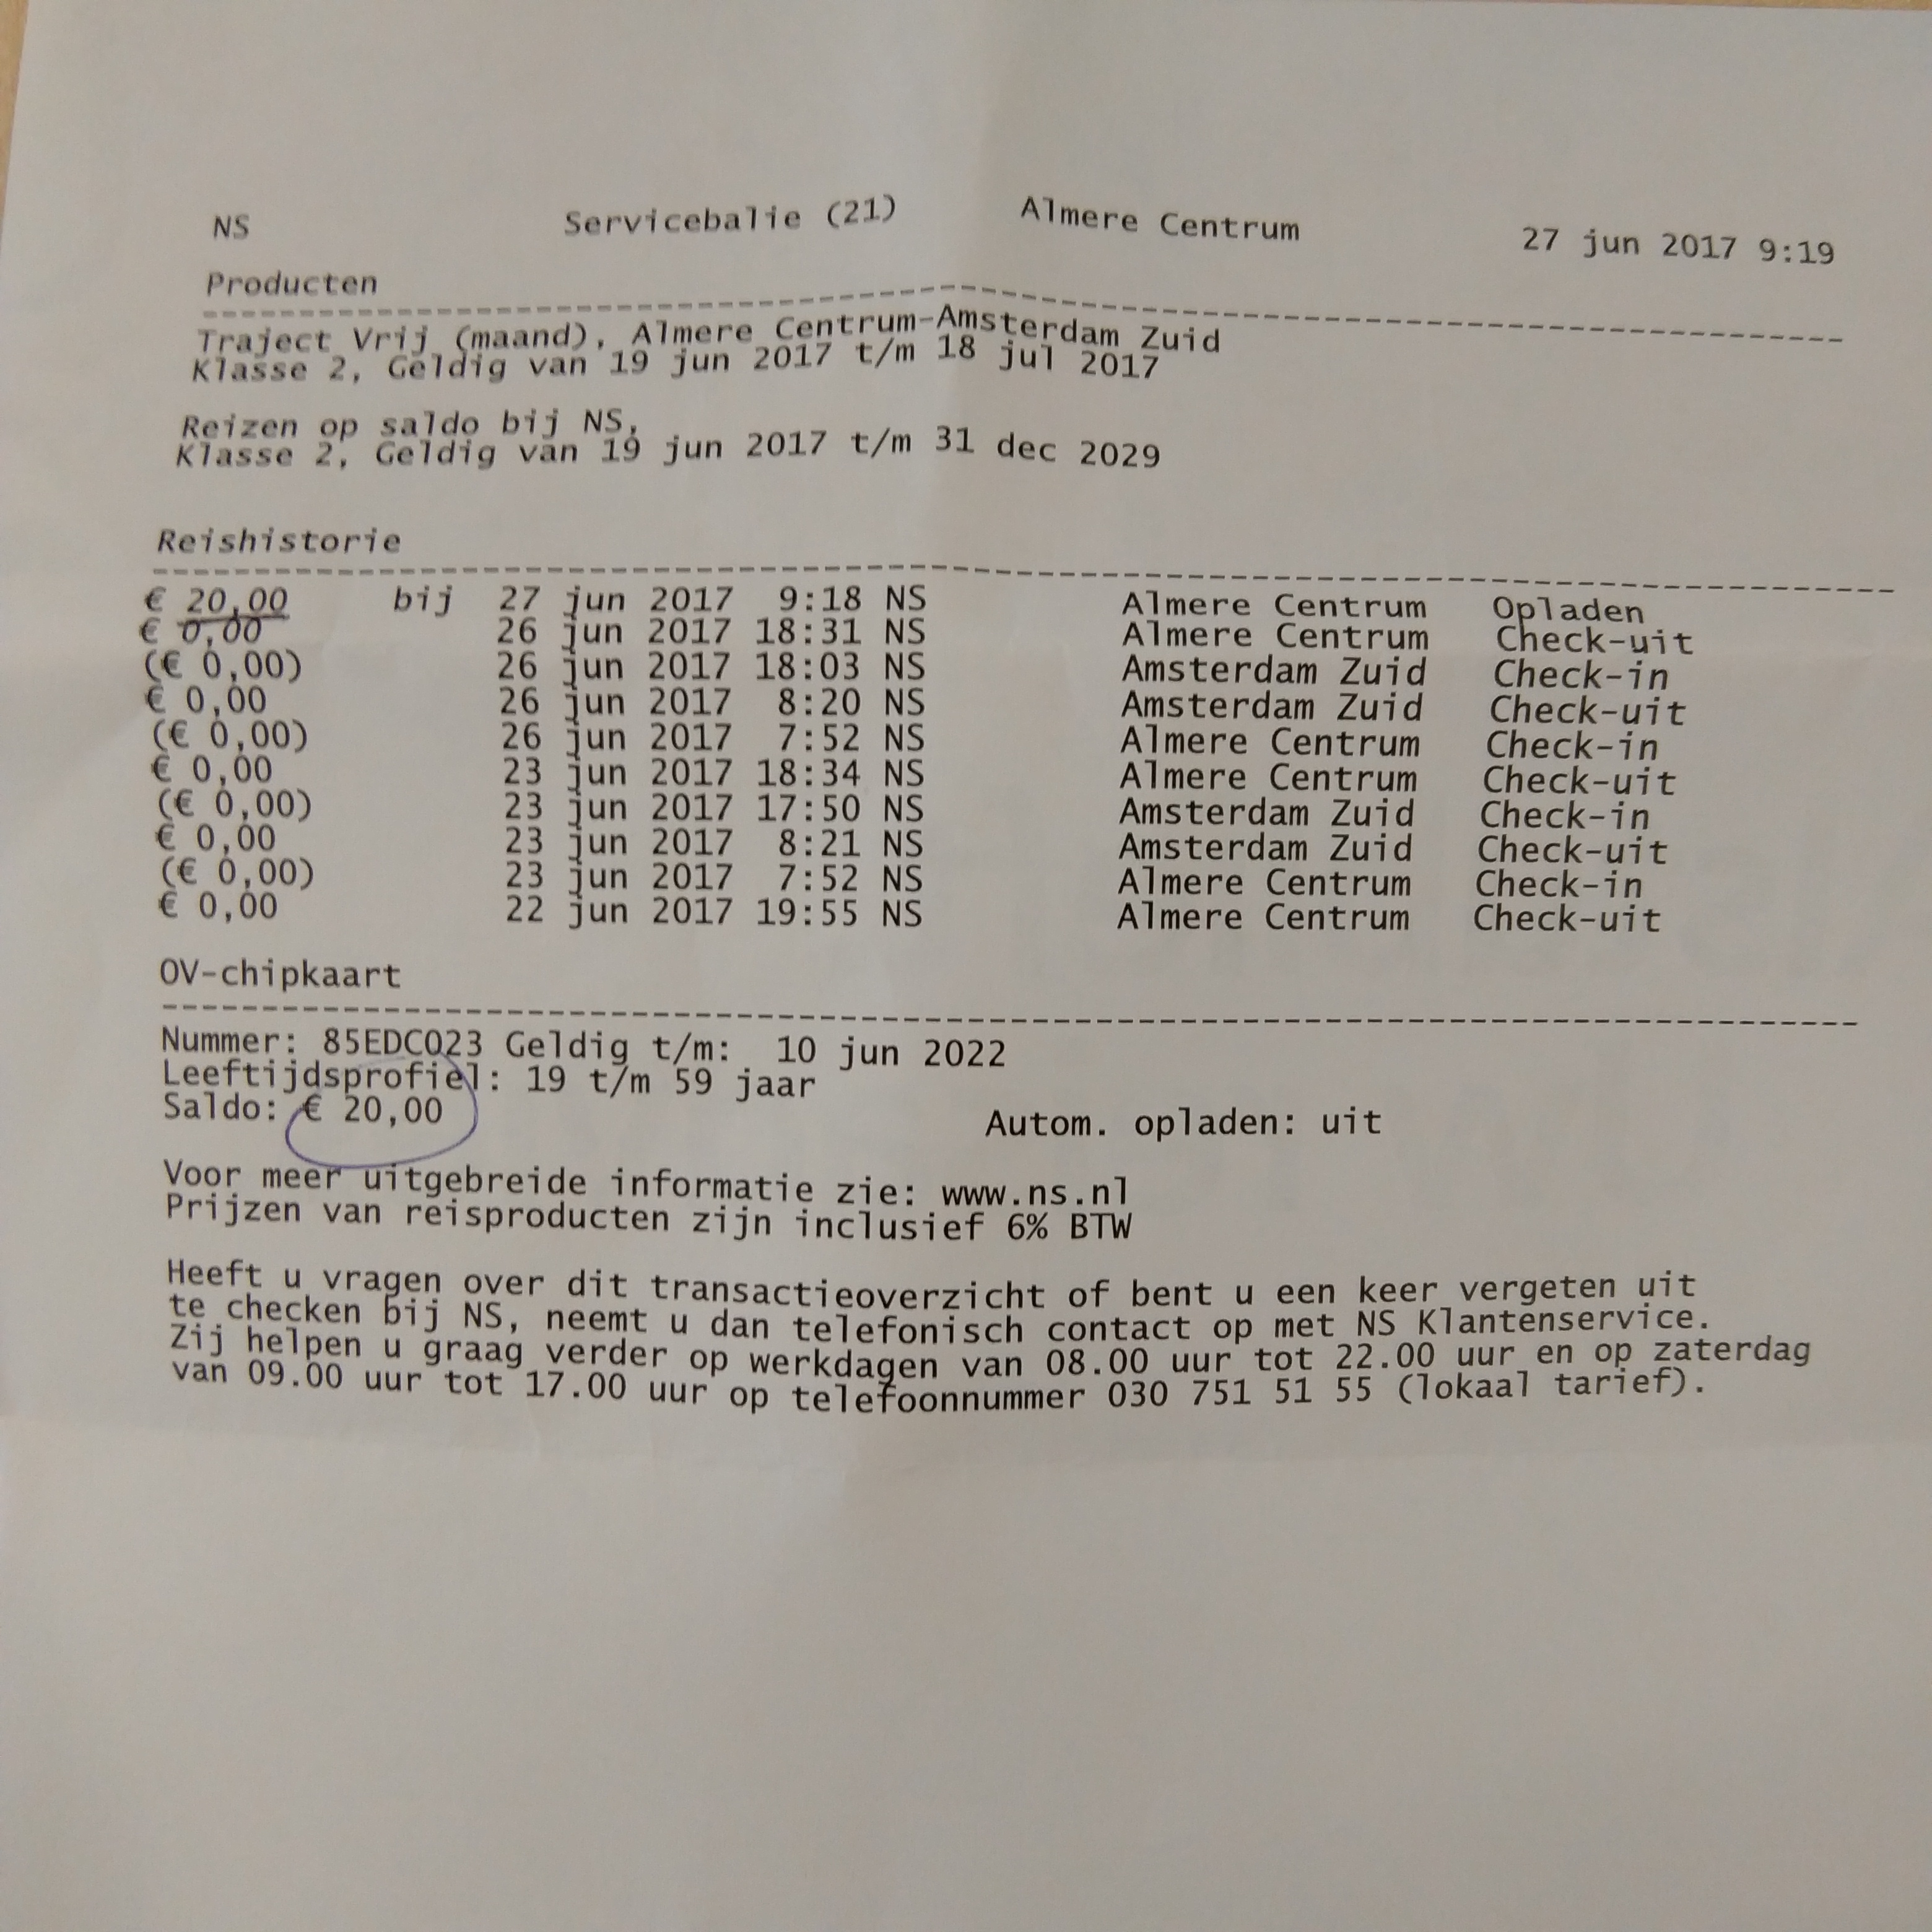 NS Servicebalie (21) Almere Centrum 27 jun 2017 9:19
Producten
Traject Vrij (maand), Almere Centrum-Amsterdam Zuid
Klasse 2, Geldig van 19 jun 2017 t/m 18 jul 2017
Reizen op saldo bij NS,
Klasse 2, Geldig van 19 jun 2017 t/m 31 dec 2029
Reishistorie
€ 20,00 bij 27 jun 2017 9:18 NS Almere Centrum Opladen
€ 0,00 26 jun 2017 18:31 NS Almere Centrum Check-uit
(€ 0,00) 26 jun 2017 18:03 NS Amsterdam Zuid Check-in
€ 0,00 26 jun 2017 8:20 NS Amsterdam Zuid Check-uit
(€ 0,00) 26 jun 2017 7:52 NS Almere Centrum Check-in
€ 0,00 23 jun 2017 18:34 NS Almere Centrum Check-uit
(€ 0,00) 23 jun 2017 17:50 NS Amsterdam Zuid Check-in
€ 0,00 23 jun 2017 8:21 NS Amsterdam Zuid Check-uit
(€ 0,00) 23 jun 2017 7:52 NS Almere Centrum Check-in
€ 0,00 22 jun 2017 19:55 NS Almere Centrum Check-uit
OV-chipkaart
Nummer: 85EDC023 Geldig t/m: 10 jun 2022
Leeftijdsprofiel: 19 t/m 59 jaar
Saldo: € 20,00 Autom. opladen: uit
Voor meer uitgebreide informatie zie: www.ns.nl
Prijzen van reisproducten zijn inclusief 6% BTW
Heeft u vragen over dit transactieoverzicht of bent u een keer vergeten uit
te checken bij NS, neemt u dan telefonisch contact op met NS Klantenservice.
Zij helpen u graag verder op werkdagen van 08.00 uur tot 22.00 uur en op zaterdag
van 09.00 uur tot 17.00 uur op telefoonnummer 030 751 51 55 (lokaal tarief).